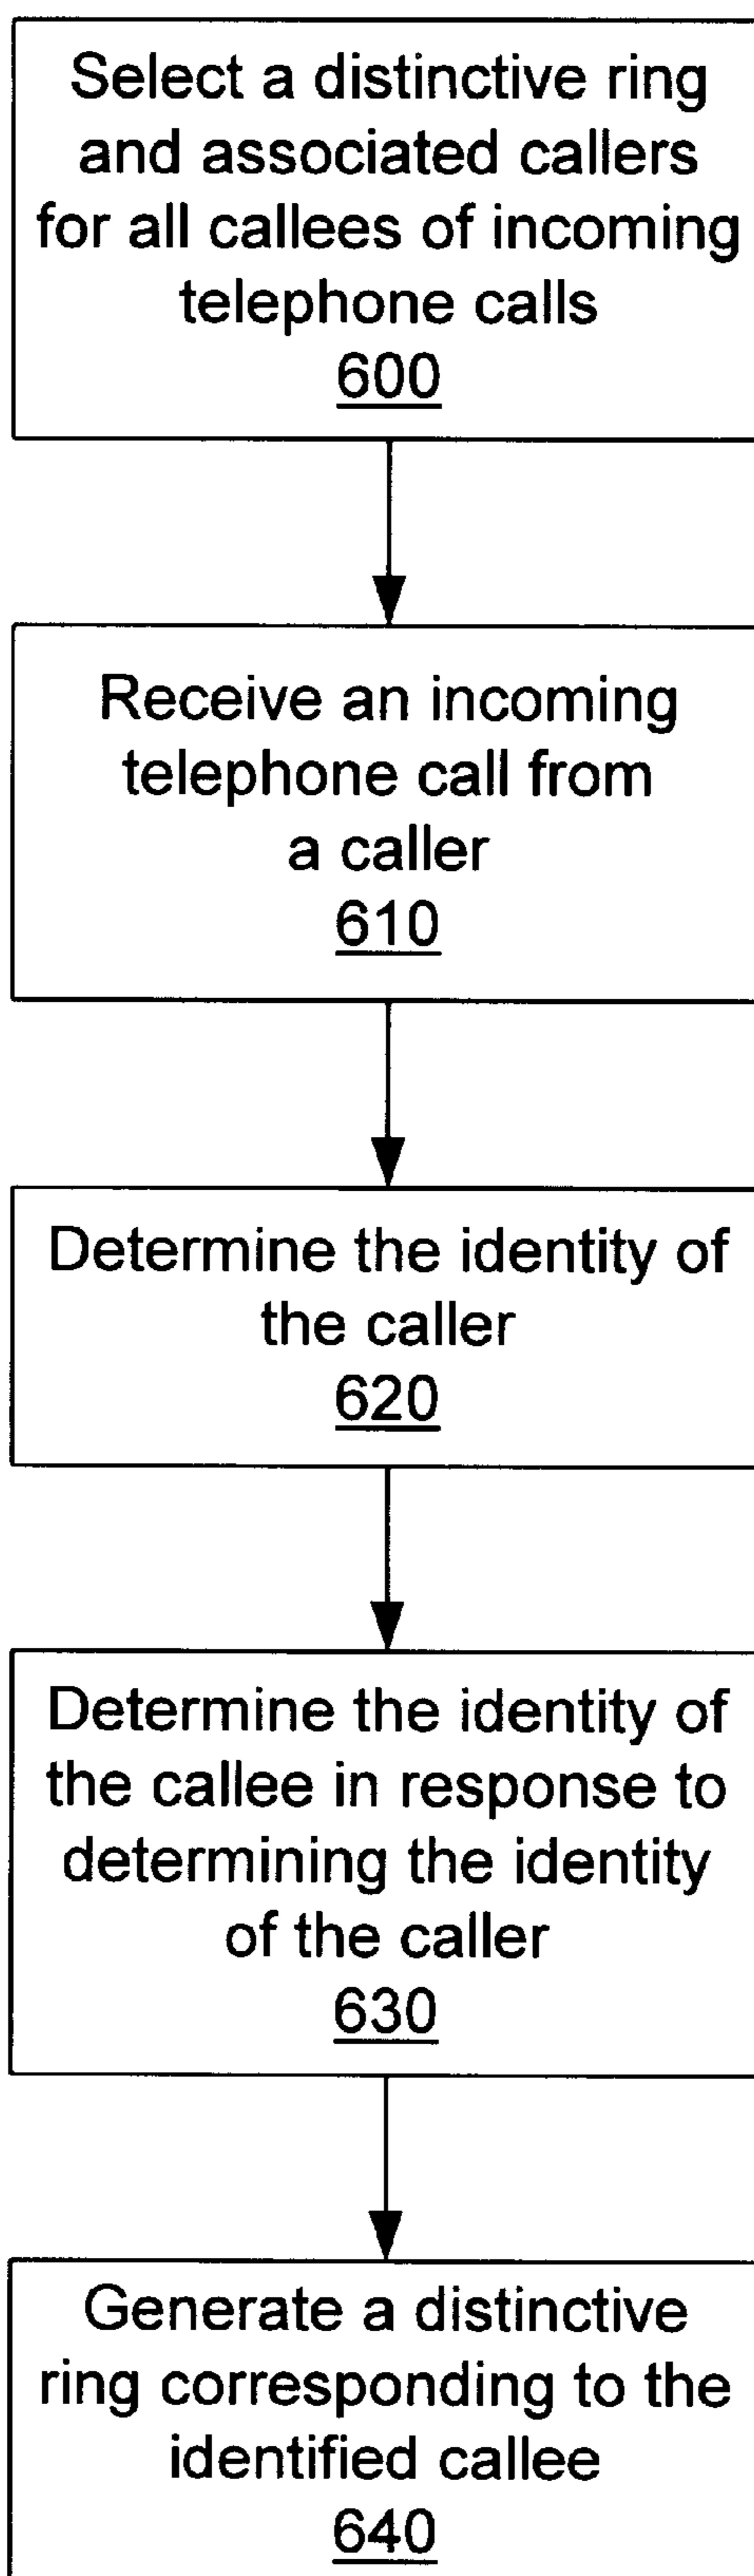 Select a distinctive ring
and associated callers
for all callees of incoming
telephone calls
600
Receive an incoming
telephone call from
a caller
610
Determine the identity of
the caller
620
Determine the identity of
the callee in response to
determining the identity
of the caller
630
Generate a distinctive
ring corresponding to the
identified callee
640